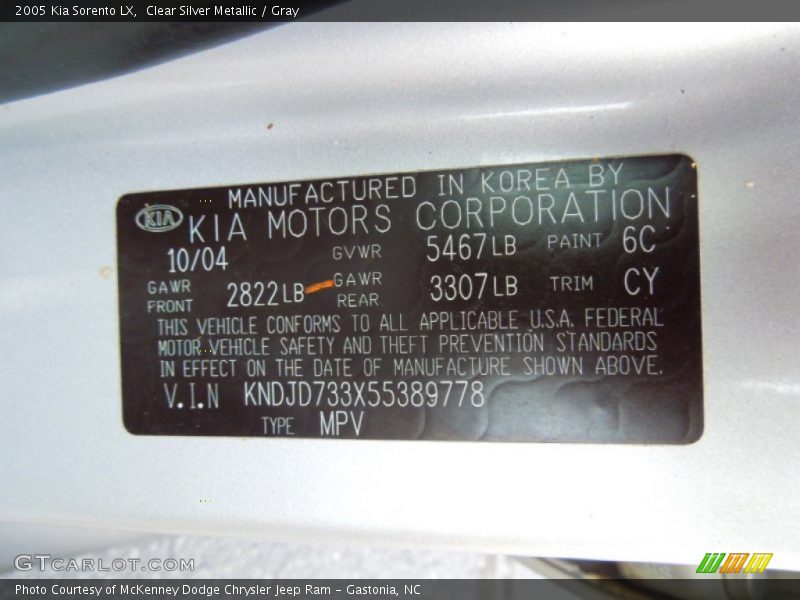 2005 Kia Sorento LX, Clear Silver Metallic / Gray
MANUFACTURED IN KOREA BY
KIA KIA MOTORS CORPORATION
10/04 GVWR 5467LB PAINT 6C
GAWR FRONT 2822LB GAWR REAR 3307LB TRIM CY
THIS VEHICLE CONFORMS TO ALL APPLICABLE U.S.A. FEDERAL
MOTOR VEHICLE SAFETY AND THEFT PREVENTION STANDARDS
IN EFFECT ON THE DATE OF MANUFACTURE SHOWN ABOVE.
V.I.N KNDJD733X55389778
TYPE MPV
GTCARLOT.COM
Photo Courtesy of McKenney Dodge Chrysler Jeep Ram - Gastonia, NC